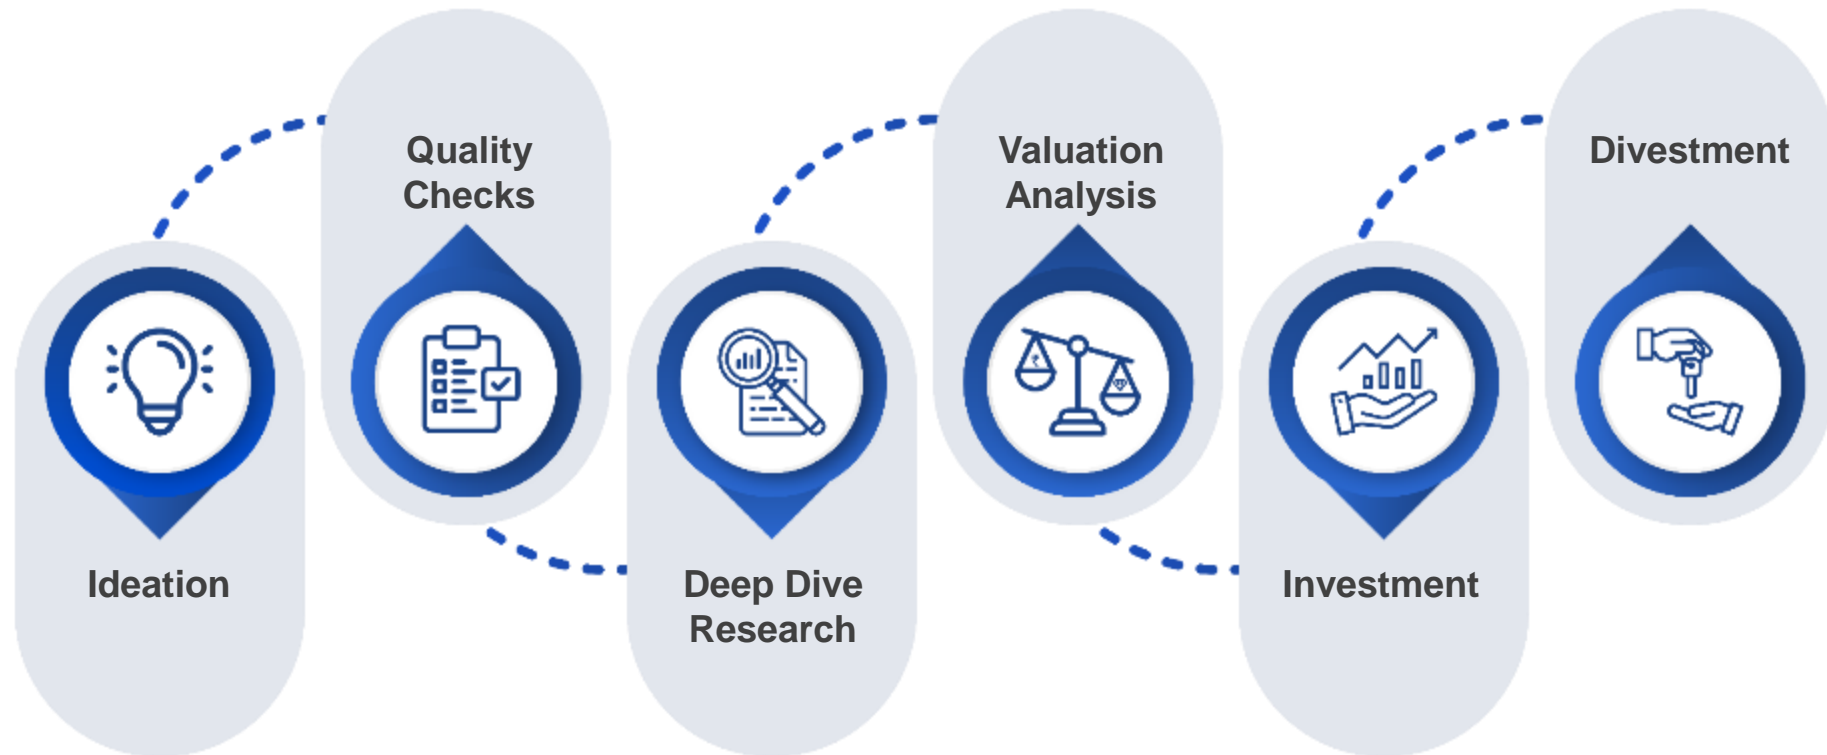 Ideation
Quality
Checks
Deep Dive
Research
Valuation
Analysis
Investment
Divestment